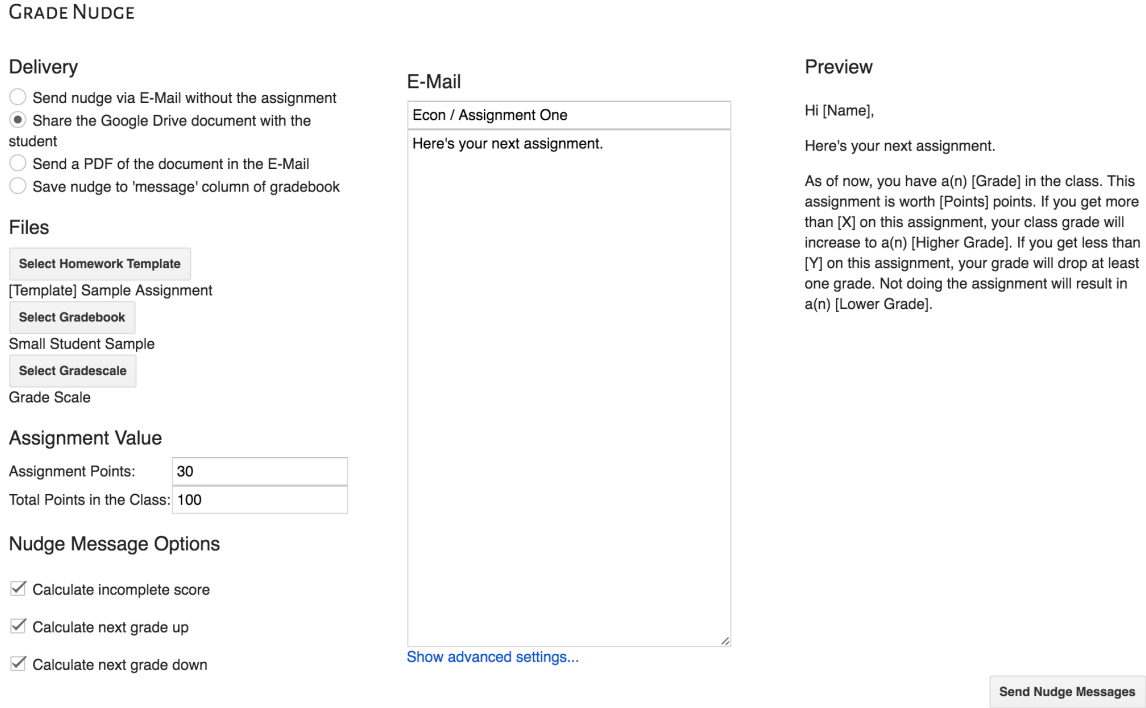 GRADE NUDGE
Delivery
Send nudge via E-Mail without the assignment
Share the Google Drive document with the
student
Send a PDF of the document in the E-Mail
Save nudge to 'message' column of gradebook
Files
Select Homework Template
[Template] Sample Assignment
Select Gradebook
Small Student Sample
Select Gradescale
Grade Scale
Assignment Value
Assignment Points: 30
Total Points in the Class: 100
Nudge Message Options
Calculate incomplete score
Calculate next grade up
Calculate next grade down
E-Mail
Econ / Assignment One
Here's your next assignment.
Show advanced settings...
Preview
Hi [Name],
Here's your next assignment.
As of now, you have a(n) [Grade] in the class. This
assignment is worth [Points] points. If you get more
than [X] on this assignment, your class grade will
increase to a(n) [Higher Grade]. If you get less than
[Y] on this assignment, your grade will drop at least
one grade. Not doing the assignment will result in
a(n) [Lower Grade].
Send Nudge Messages